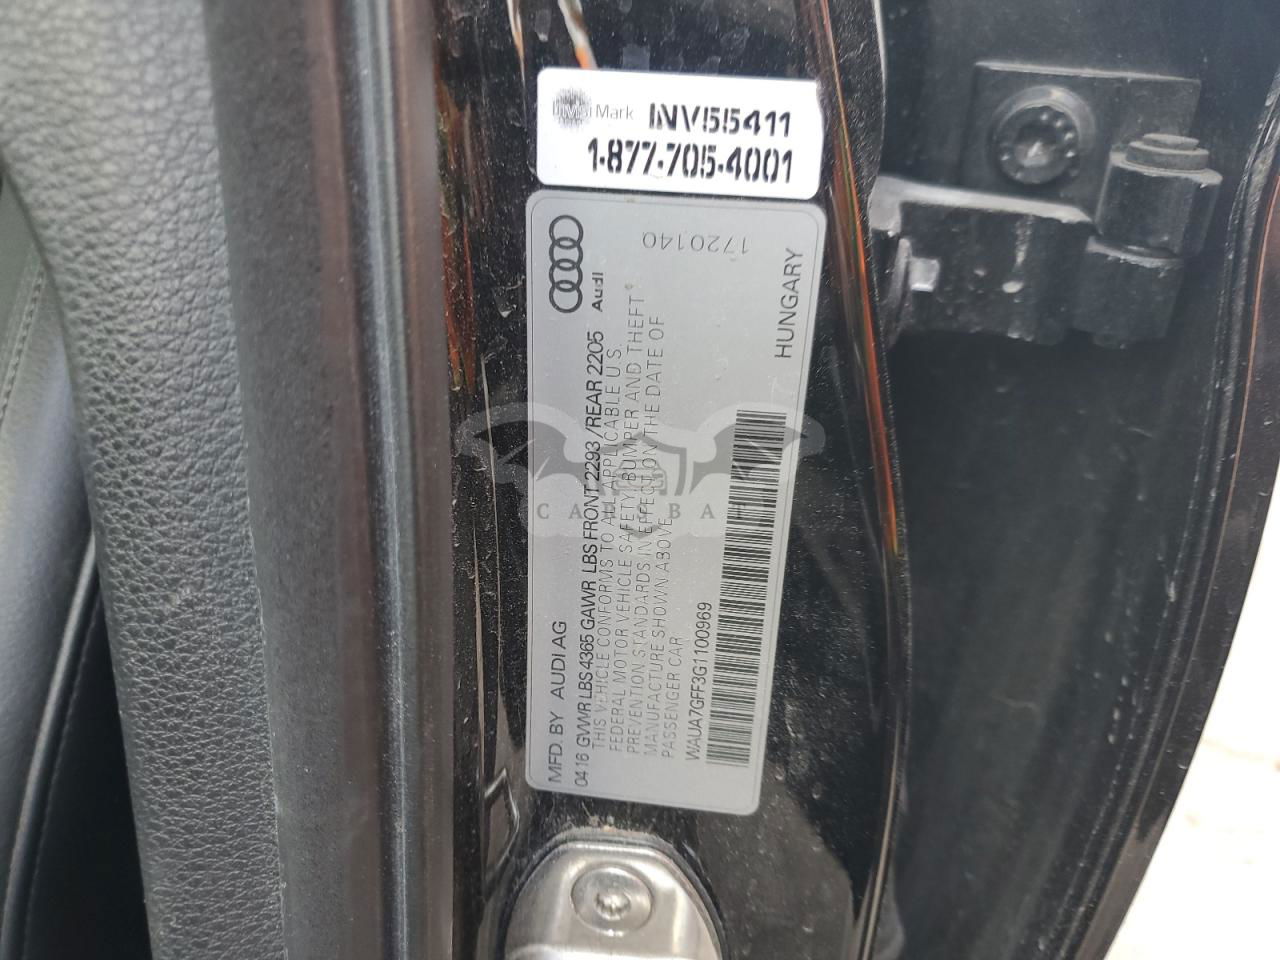 InVisiMark INV55411
1-877-705-4001
Audi
1720140
HUNGARY
MFD. BY AUDI AG
04 16 GVWR LBS 4365 GAWR LBS FRONT 2293 / REAR 2205
THIS VEHICLE CONFORMS TO ALL APPLICABLE U.S.
FEDERAL MOTOR VEHICLE SAFETY, BUMPER AND THEFT
PREVENTION STANDARDS IN EFFECT ON THE DATE OF
MANUFACTURE SHOWN ABOVE
PASSENGER CAR
WAUA7GFF3G1100969